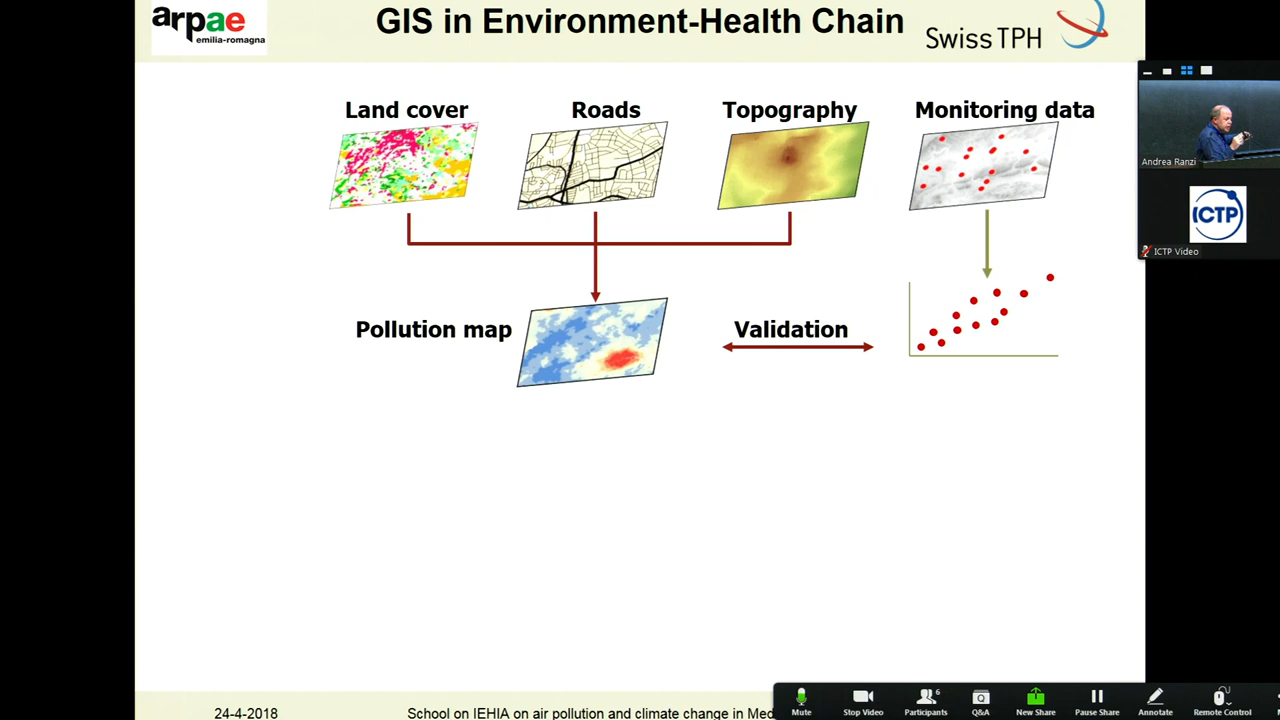 arpae
emilia-romagna
GIS in Environment-Health Chain
Swiss TPH
Land cover
Roads
Topography
Monitoring data
Andrea Ranzi
ICTP
ICTP Video
Pollution map
Validation
24-4-2018
School on IEHIA on air pollution and climate change in Med
6
Mute
Stop Video
Participants
Q&A
New Share
Pause Share
Annotate
Remote Control